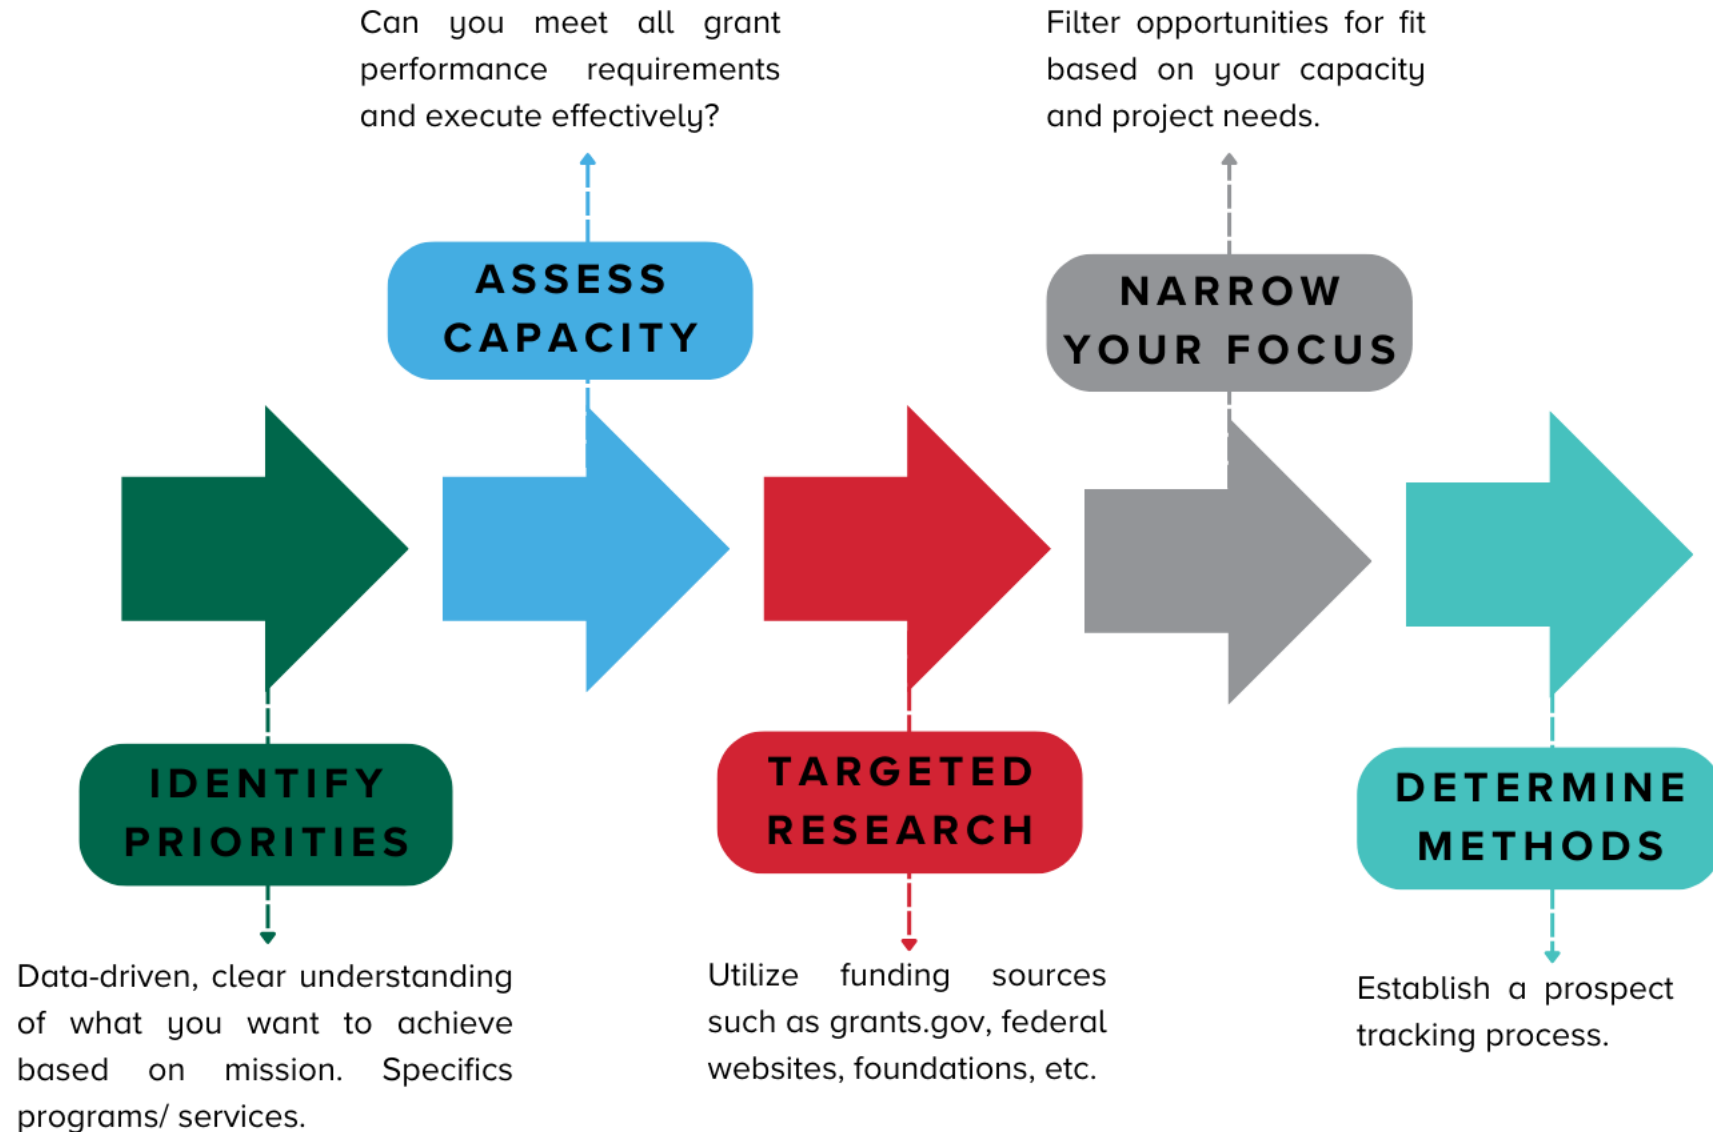 Can you meet all grant
performance requirements
and execute effectively?
Filter opportunities for fit
based on your capacity
and project needs.
ASSESS
CAPACITY
NARROW
YOUR FOCUS
IDENTIFY
PRIORITIES
TARGETED
RESEARCH
DETERMINE
METHODS
Data-driven, clear understanding
of what you want to achieve
based on mission. Specifics
programs/ services.
Utilize funding sources
such as grants.gov, federal
websites, foundations, etc.
Establish a prospect
tracking process.